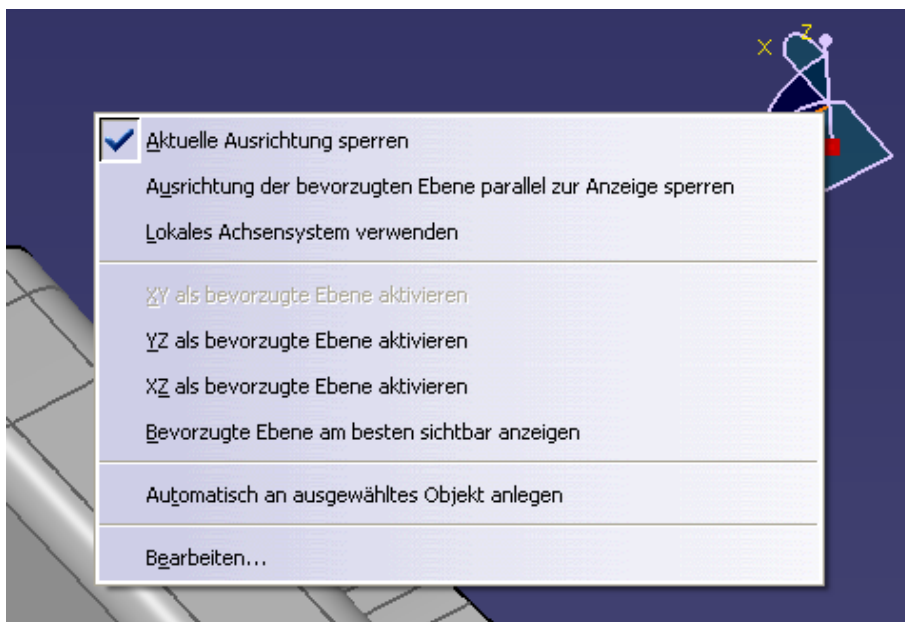 X Z
Aktuelle Ausrichtung sperren
Ausrichtung der bevorzugten Ebene parallel zur Anzeige sperren
Lokales Achsensystem verwenden
XY als bevorzugte Ebene aktivieren
YZ als bevorzugte Ebene aktivieren
XZ als bevorzugte Ebene aktivieren
Bevorzugte Ebene am besten sichtbar anzeigen
Automatisch an ausgewähltes Objekt anlegen
Bearbeiten...